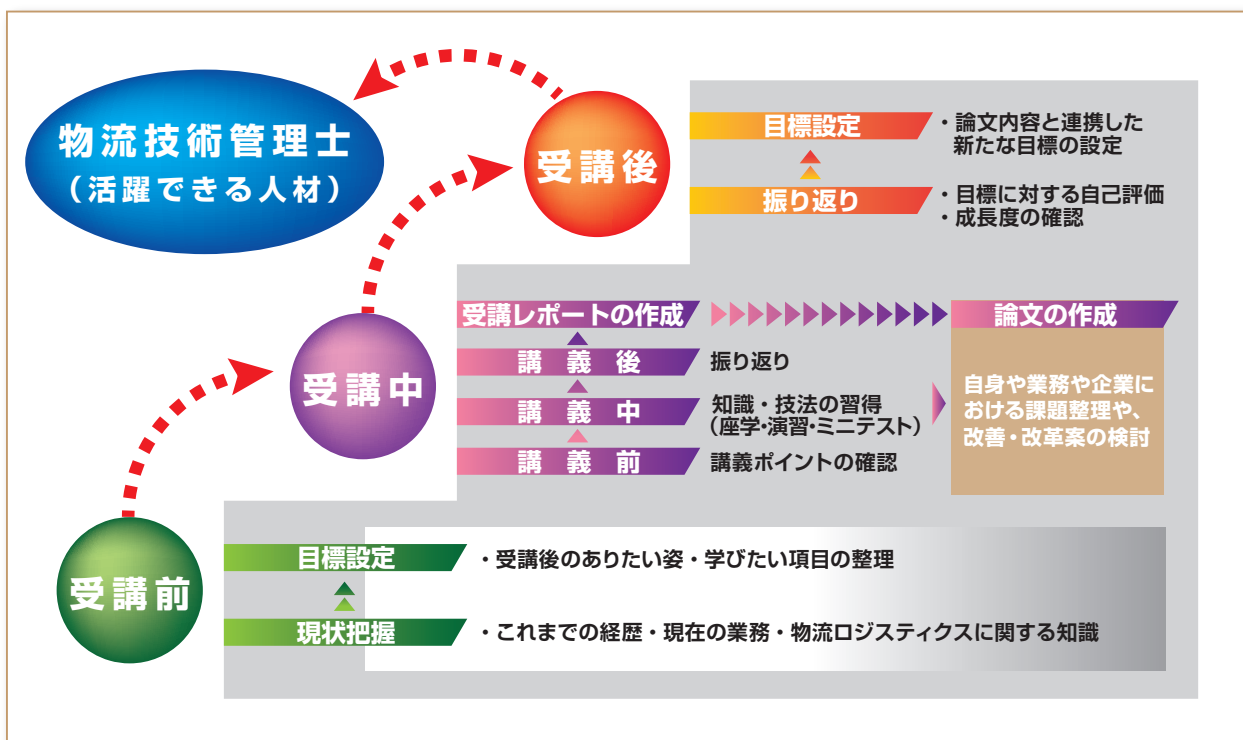 物流技術管理士
（活躍できる人材）
受講後
目標設定
・論文内容と連携した
新たな目標の設定
振り返り
・目標に対する自己評価
・成長度の確認
受講中
受講レポートの作成
論文の作成
講義後
振り返り
講義中
知識・技法の習得
（座学・演習・ミニテスト）
講義前
講義ポイントの確認
自身や業務や企業に
おける課題整理や、
改善・改革案の検討
受講前
目標設定
・受講後のありたい姿・学びたい項目の整理
現状把握
・これまでの経歴・現在の業務・物流ロジスティクスに関する知識